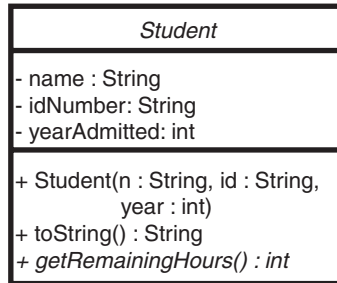 Student
- name : String
- idNumber: String
- yearAdmitted: int
+ Student(n : String, id : String,
year : int)
+ toString() : String
+ getRemainingHours() : int